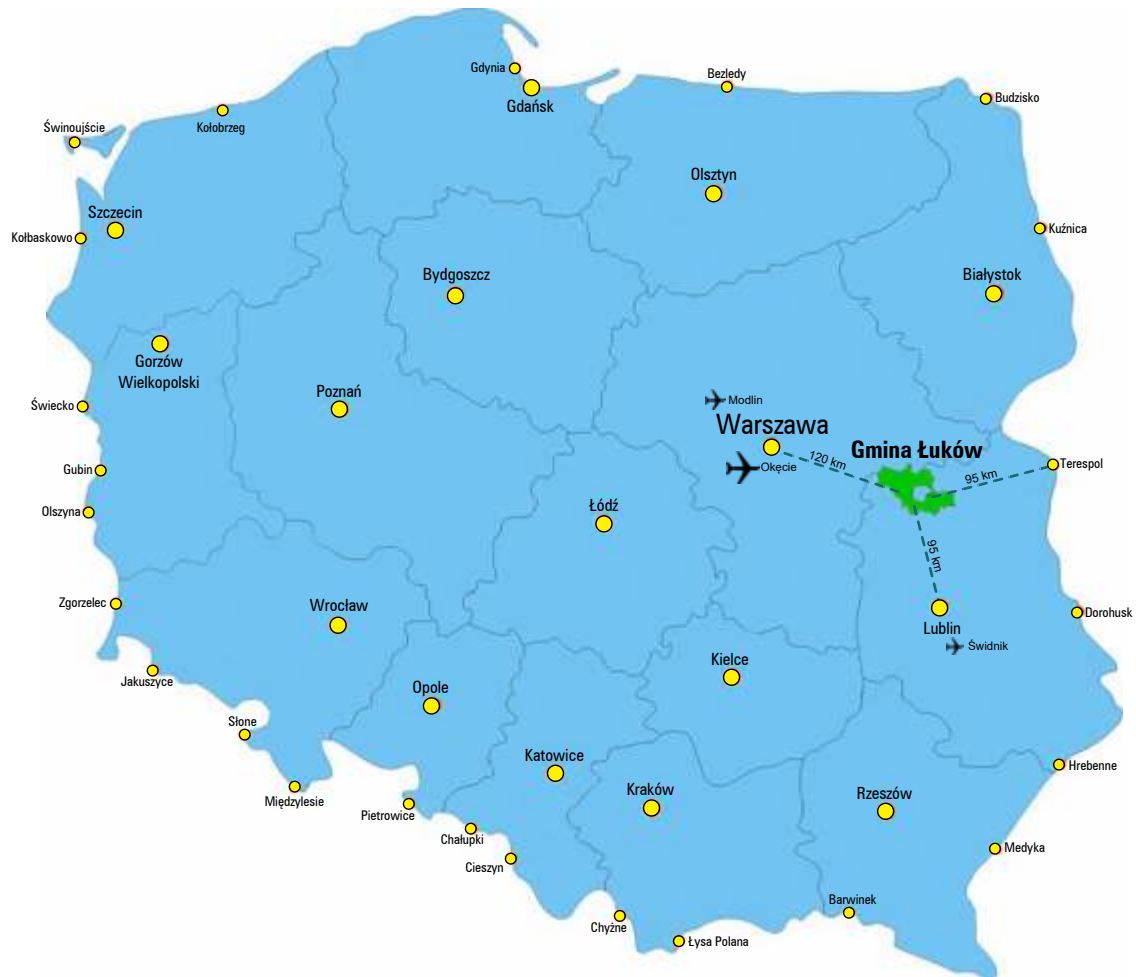 Gdynia
Gdańsk
Bezledy
Budzisko
Świnoujście
Kołobrzeg
Olsztyn
Szczecin
Kołbaskowo
Kuźnica
Bydgoszcz
Białystok
Gorzów
Wielkopolski
Poznań
Świecko
Modlin
Warszawa
Okęcie
120 km
Gmina Łuków
95 km
Terespol
Gubin
Olszyna
Łódź
95 km
Zgorzelec
Wrocław
Lublin
Dorohusk
Świdnik
Jakuszyce
Kielce
Opole
Słone
Katowice
Hrebenne
Międzylesie
Pietrowice
Kraków
Rzeszów
Chałupki
Medyka
Cieszyn
Barwinek
Chyżne
Łysa Polana